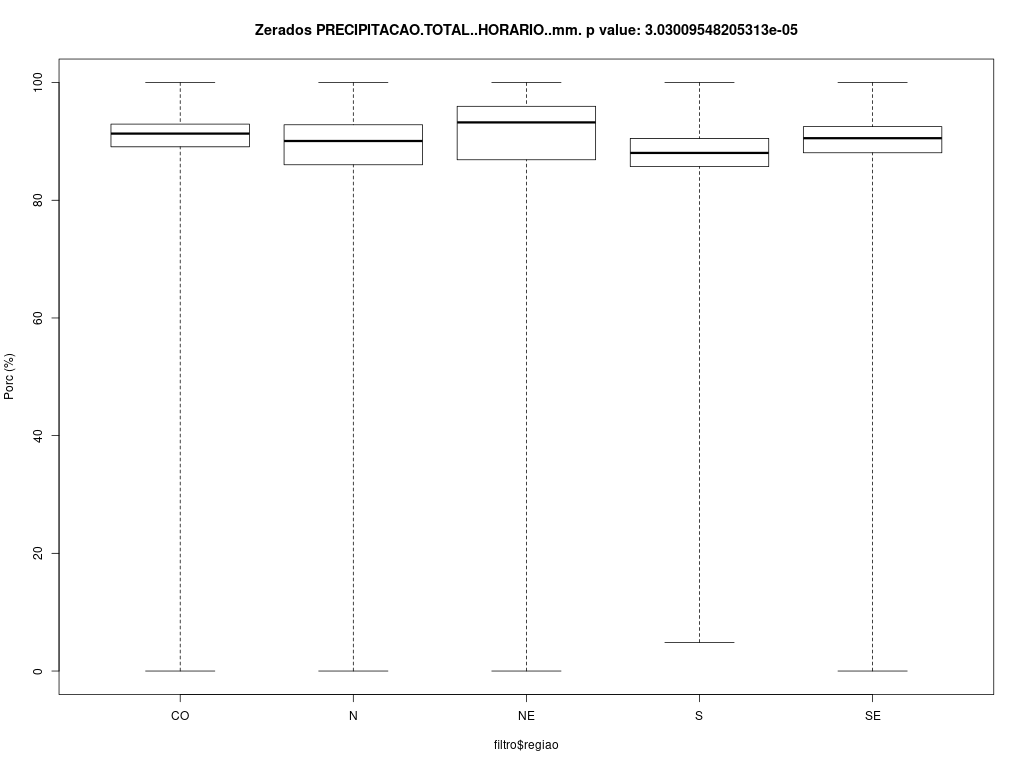 Zerados PRECIPITACAO.TOTAL..HORARIO..mm. p value: 3.03009548205313e-05
Porc (%)
100
80
60
40
20
0
CO N NE S SE
filtro$regiao